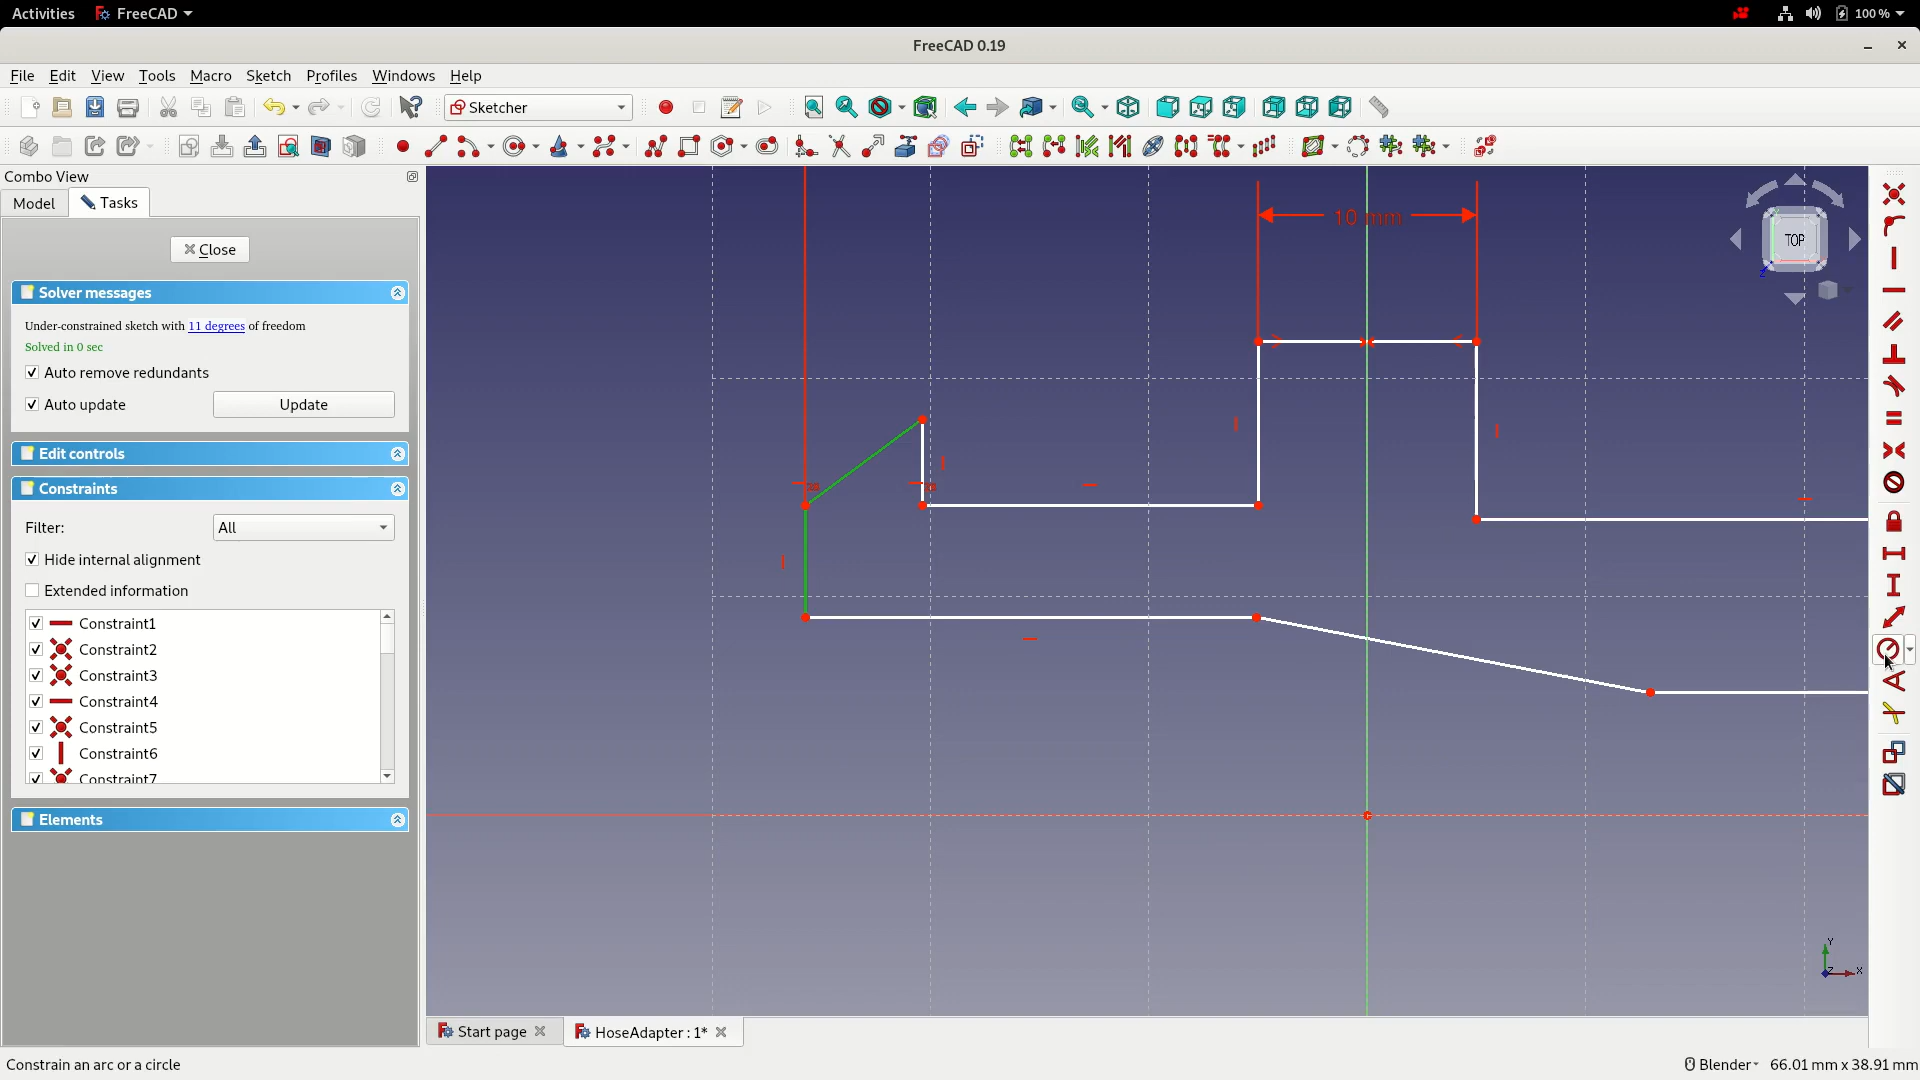 Activities FreeCAD 100 %
FreeCAD 0.19
File Edit View Tools Macro Sketch Profiles Windows Help
Sketcher
Combo View
Model Tasks
Close
Solver messages
Under-constrained sketch with 11 degrees of freedom
Solved in 0 sec
Auto remove redundants
Auto update Update
Edit controls
Constraints
Filter: All
Hide internal alignment
Extended information
Constraint1
Constraint2
Constraint3
Constraint4
Constraint5
Constraint6
Constraint7
Elements
10 mm
TOP
Z
Y
Z X
Start page HoseAdapter : 1*
Constrain an arc or a circle Blender 66.01 mm x 38.91 mm